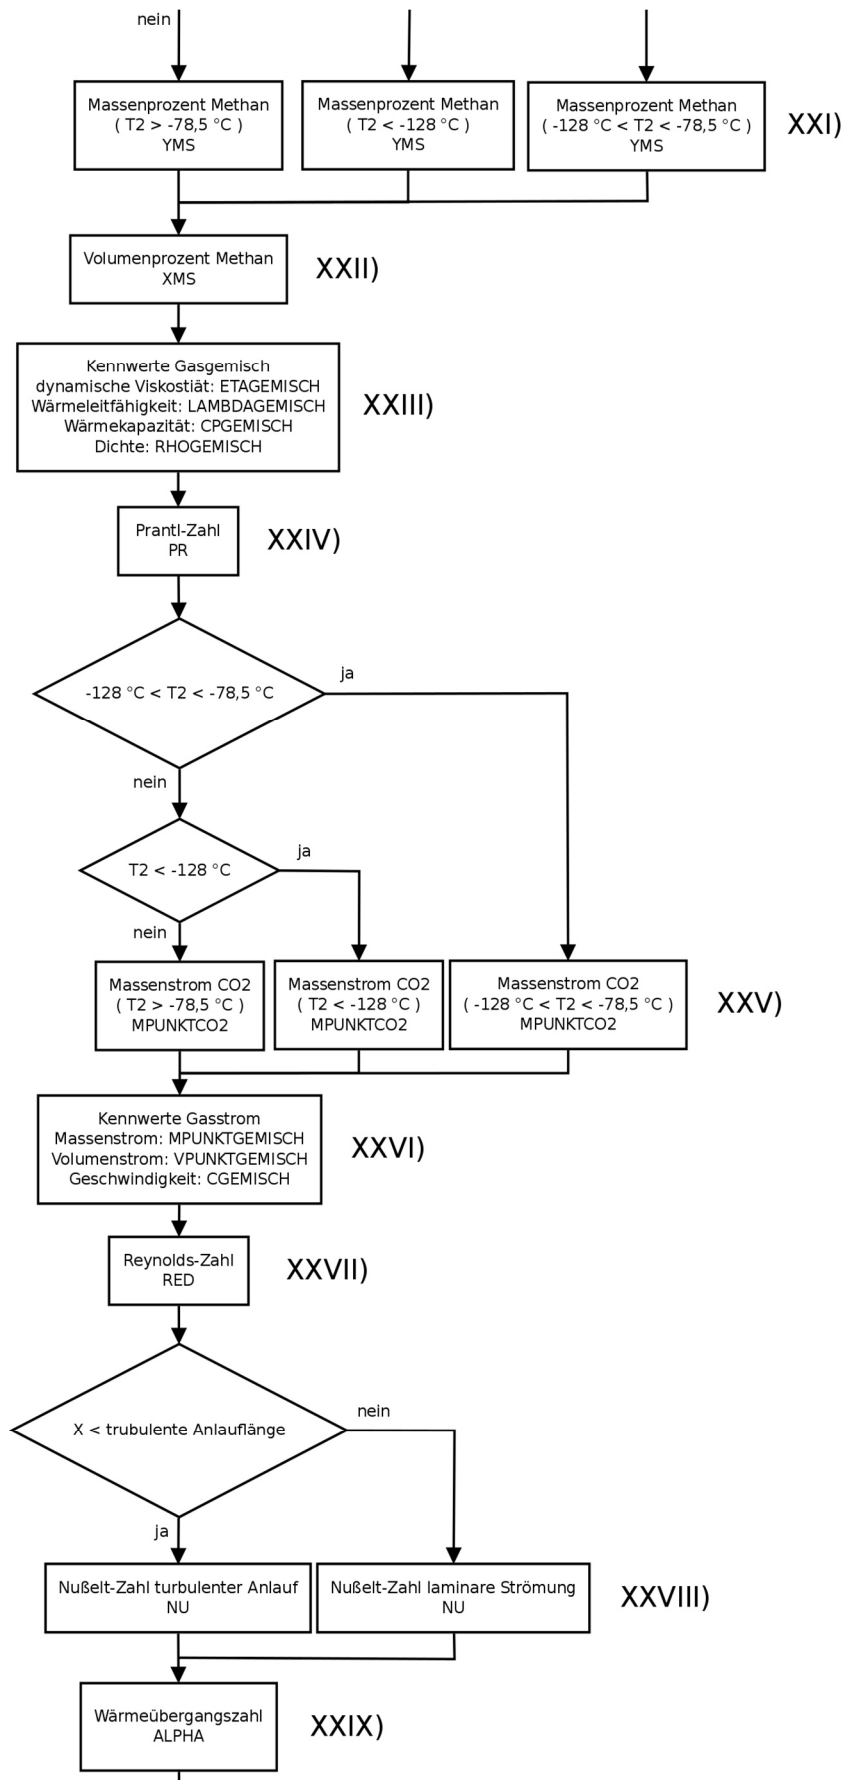 nein
Massenprozent Methan
( T2 > -78,5 °C )
YMS
Massenprozent Methan
( T2 < -128 °C )
YMS
Massenprozent Methan
( -128 °C < T2 < -78,5 °C )
YMS
XXI)
Volumenprozent Methan
XMS
XXII)
Kennwerte Gasgemisch
dynamische Viskostiät: ETAGEMISCH
Wärmeleitfähigkeit: LAMBDAGEMISCH
Wärmekapazität: CPGEMISCH
Dichte: RHOGEMISCH
XXIII)
Prantl-Zahl
PR
XXIV)
-128 °C < T2 < -78,5 °C
ja
nein
T2 < -128 °C
ja
nein
Massenstrom CO2
( T2 > -78,5 °C )
MPUNKTCO2
Massenstrom CO2
( T2 < -128 °C )
MPUNKTCO2
Massenstrom CO2
( -128 °C < T2 < -78,5 °C )
MPUNKTCO2
XXV)
Kennwerte Gasstrom
Massenstrom: MPUNKTGEMISCH
Volumenstrom: VPUNKTGEMISCH
Geschwindigkeit: CGEMISCH
XXVI)
Reynolds-Zahl
RED
XXVII)
X < trubulente Anlauflänge
nein
ja
Nußelt-Zahl turbulenter Anlauf
NU
Nußelt-Zahl laminare Strömung
NU
XXVIII)
Wärmeübergangszahl
ALPHA
XXIX)